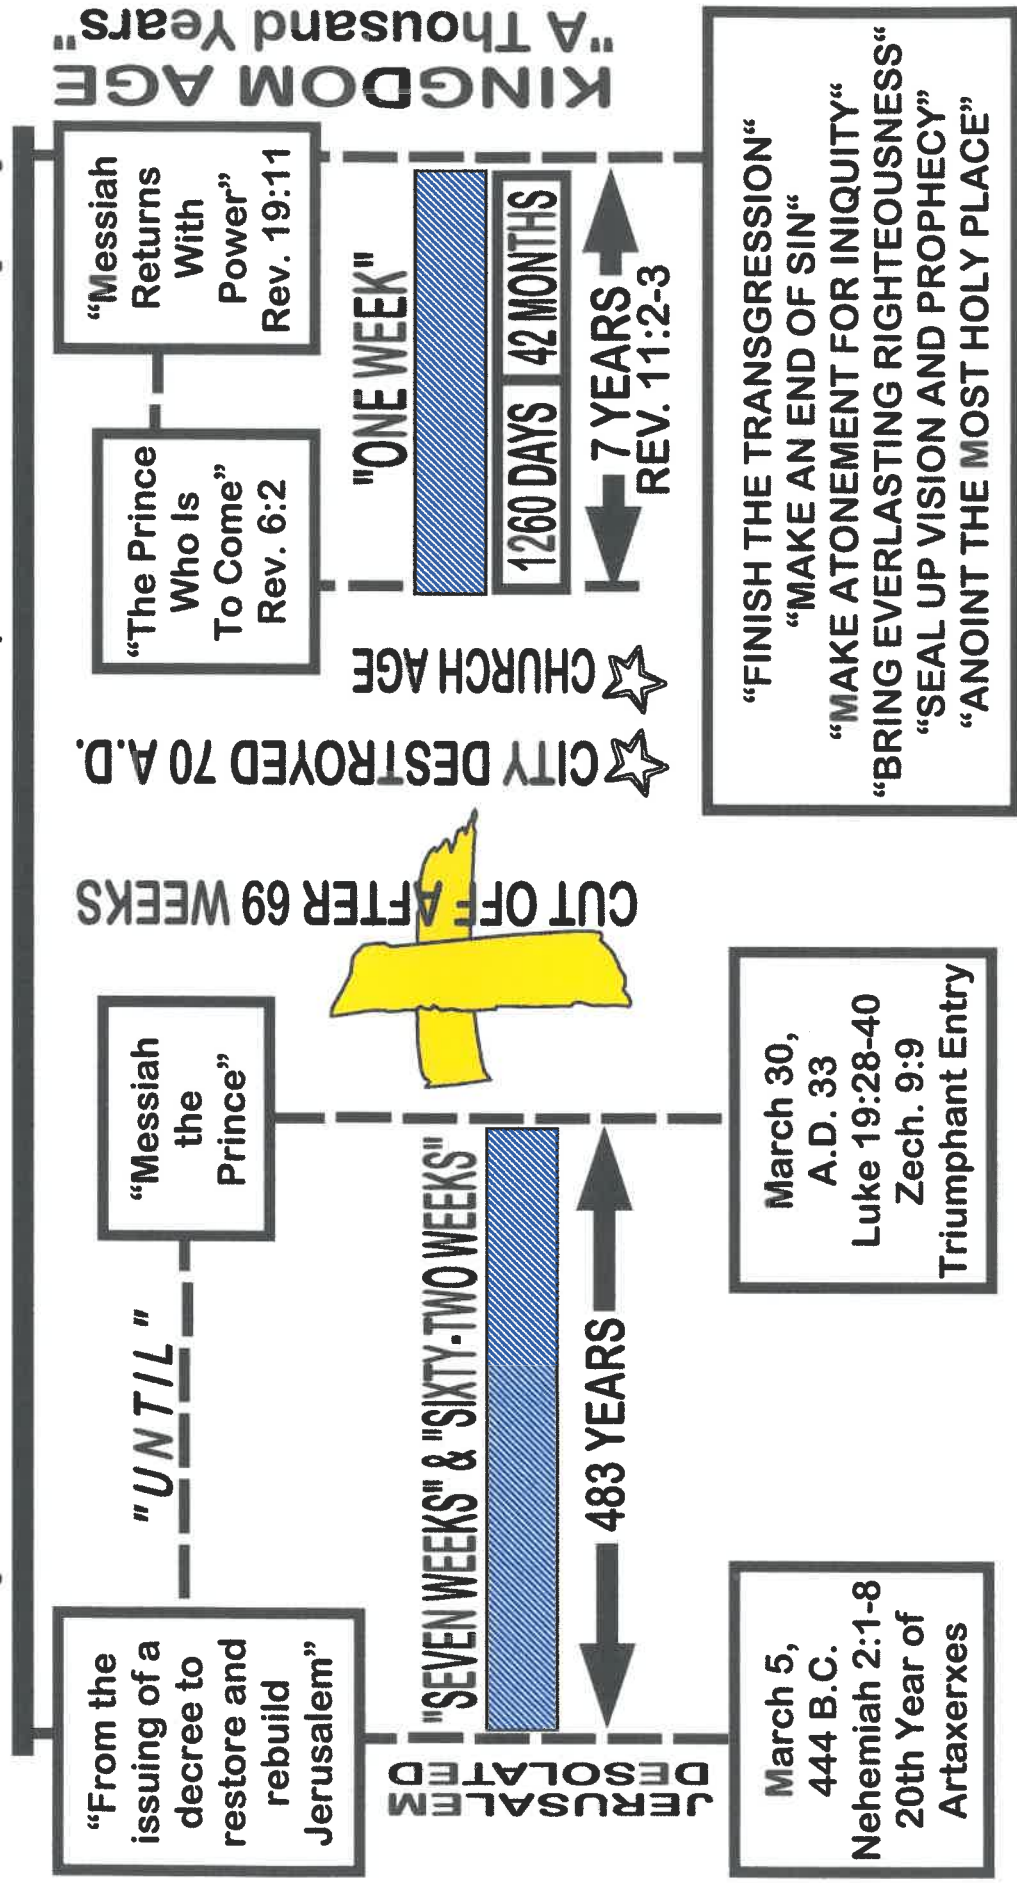 “From the
issuing of a
decree to
restore and
rebuild
Jerusalem”
"UNTIL"
“Messiah
the
Prince”
“The Prince
Who Is
To Come”
Rev. 6:2
“Messiah
Returns
With
Power”
Rev. 19:11
KINGDOM AGE
"A Thousand Years"
JERUSALEM
DESOLATED
"SEVEN WEEKS" & "SIXTY-TWO WEEKS"
483 YEARS
CUT OFF AFTER 69 WEEKS
CITY DESTROYED 70 A.D.
CHURCH AGE
"ONE WEEK"
1260 DAYS
42 MONTHS
7 YEARS
REV. 11:2-3
March 5,
444 B.C.
Nehemiah 2:1-8
20th Year of
Artaxerxes
March 30,
A.D. 33
Luke 19:28-40
Zech. 9:9
Triumphant Entry
“FINISH THE TRANSGRESSION“
“MAKE AN END OF SIN“
“MAKE ATONEMENT FOR INIQUITY“
“BRING EVERLASTING RIGHTEOUSNESS“
“SEAL UP VISION AND PROPHECY”
“ANOINT THE MOST HOLY PLACE”